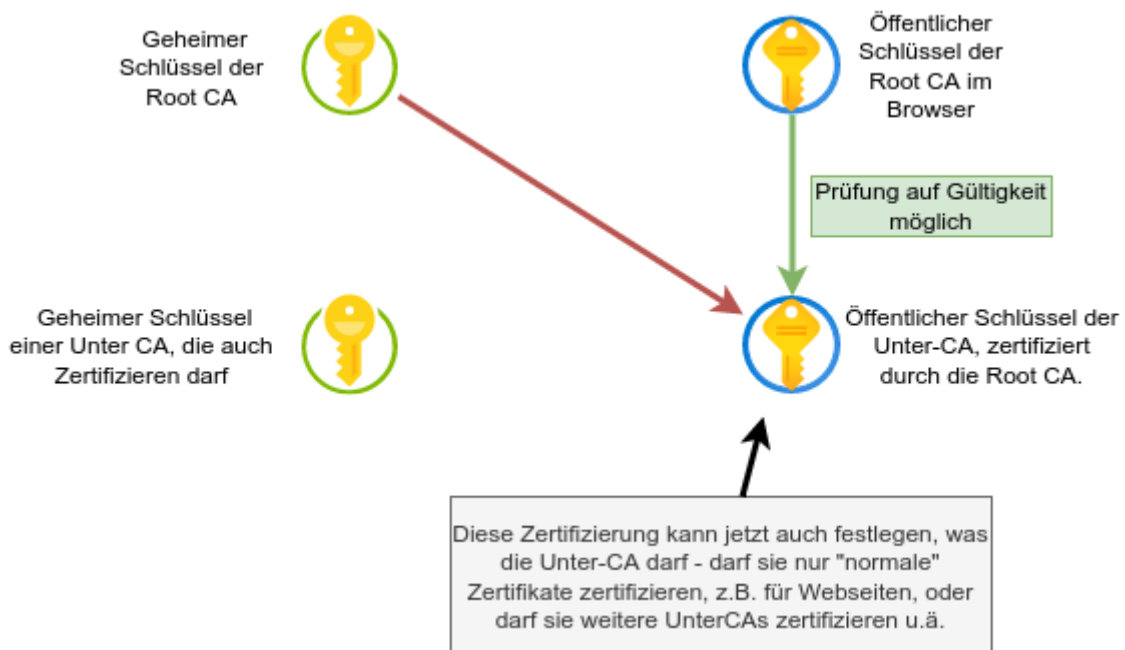 Geheimer
Schlüssel der
Root CA
Öffentlicher
Schlüssel der
Root CA im
Browser
Prüfung auf Gültigkeit
möglich
Geheimer Schlüssel
einer Unter CA, die auch
Zertifizieren darf
Öffentlicher Schlüssel der
Unter-CA, zertifiziert
durch die Root CA.
Diese Zertifizierung kann jetzt auch festlegen, was
die Unter-CA darf - darf sie nur "normale"
Zertifikate zertifizieren, z.B. für Webseiten, oder
darf sie weitere UnterCAs zertifizieren u.ä.